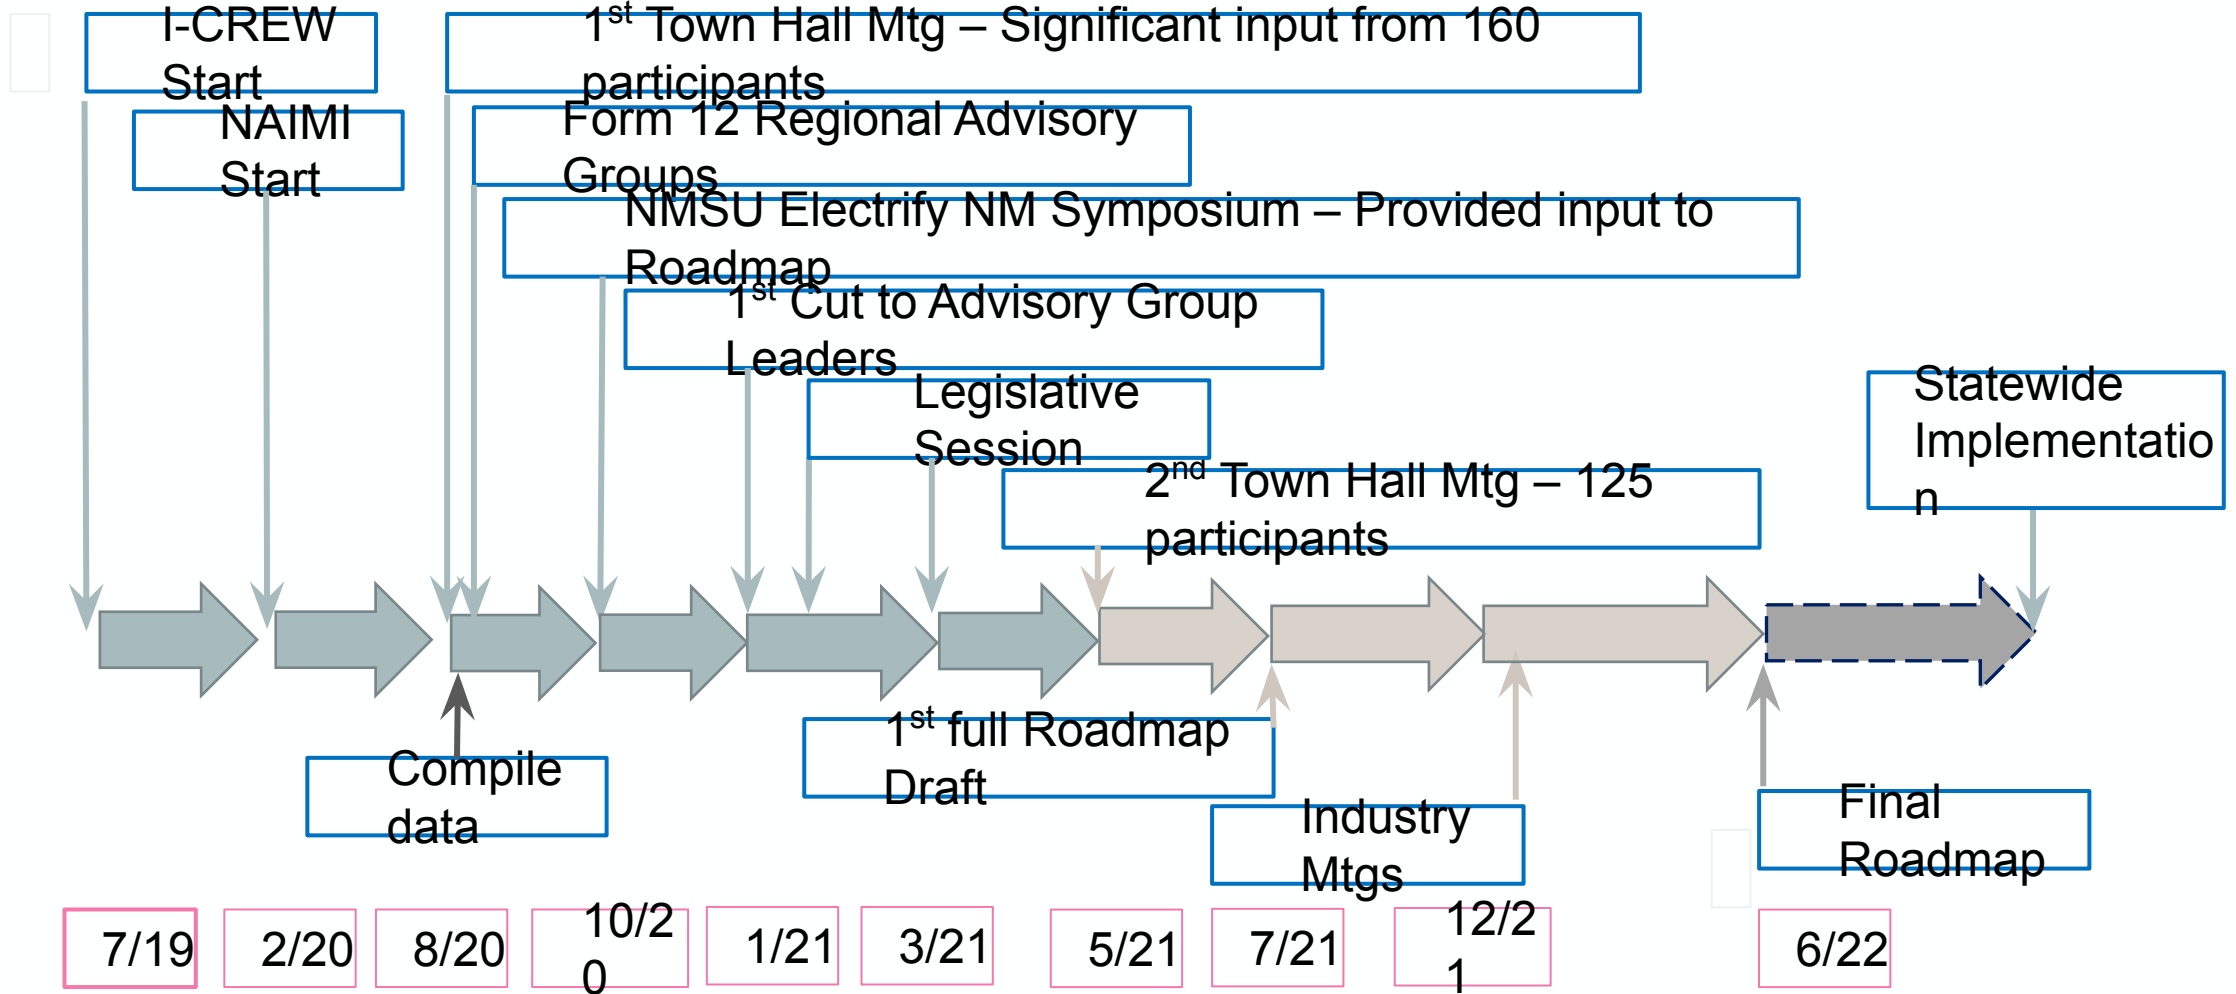 I-CREW
Start
1st Town Hall Mtg – Significant input from 160
participants
NAIMI
Start
Form 12 Regional Advisory
Groups
NMSU Electrify NM Symposium – Provided input to
Roadmap
1st Cut to Advisory Group
Leaders
Legislative
Session
2nd Town Hall Mtg – 125
participants
Statewide
Implementatio
n
Compile
data
1st full Roadmap
Draft
Industry
Mtgs
Final
Roadmap
7/19
2/20
8/20
10/2
0
1/21
3/21
5/21
7/21
12/2
1
6/22